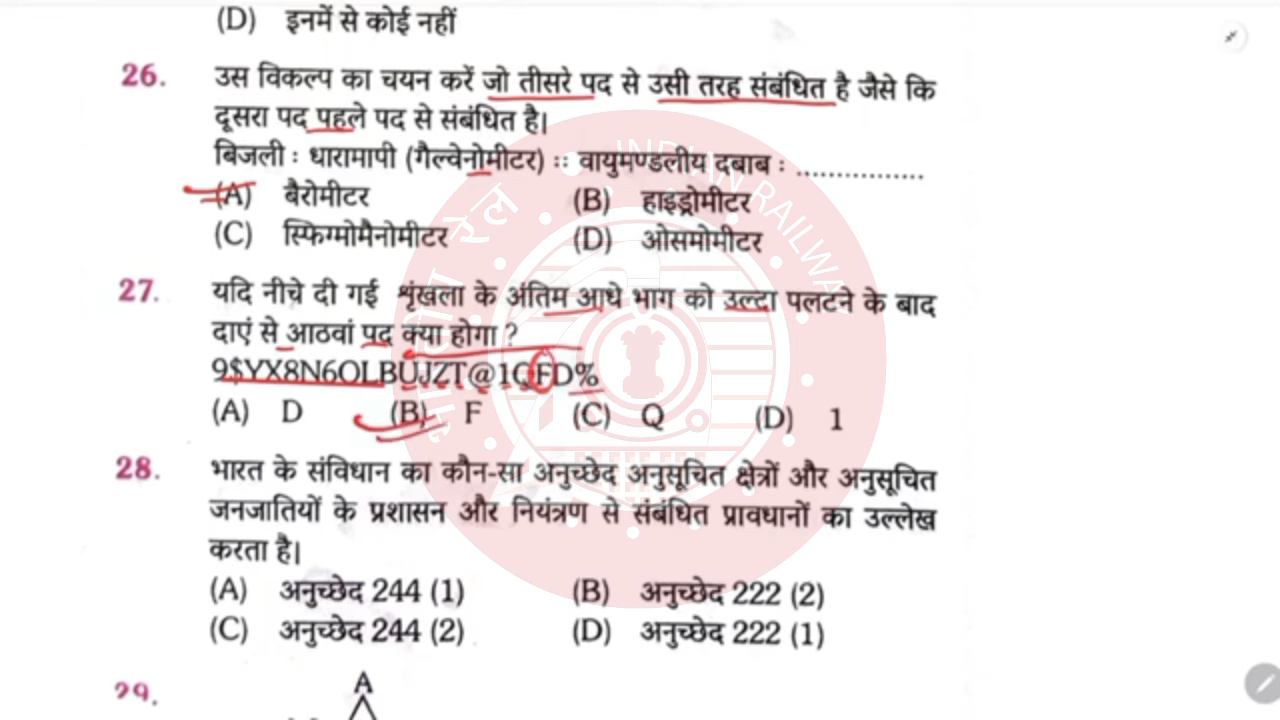 (D) इनमें से कोई नहीं
26. उस विकल्प का चयन करें जो तीसरे पद से उसी तरह संबंधित है जैसे कि
दूसरा पद पहले पद से संबंधित है।
बिजली : धारामापी (गैल्वेनोमीटर) :: वायुमण्डलीय दबाब : ................
(A) बैरोमीटर (B) हाइड्रोमीटर
(C) स्फिग्मोमैनोमीटर (D) ओसमोमीटर
27. यदि नीचे दी गई शृंखला के अंतिम आधे भाग को उल्टा पलटने के बाद
दाएं से आठवां पद क्या होगा ?
9$YX8N6OLBUJZT@1QFD%
(A) D (B) F (C) Q (D) 1
28. भारत के संविधान का कौन-सा अनुच्छेद अनुसूचित क्षेत्रों और अनुसूचित
जनजातियों के प्रशासन और नियंत्रण से संबंधित प्रावधानों का उल्लेख
करता है।
(A) अनुच्छेद 244 (1) (B) अनुच्छेद 222 (2)
(C) अनुच्छेद 244 (2) (D) अनुच्छेद 222 (1)
29. A
भारतीय रेल INDIAN RAILWA